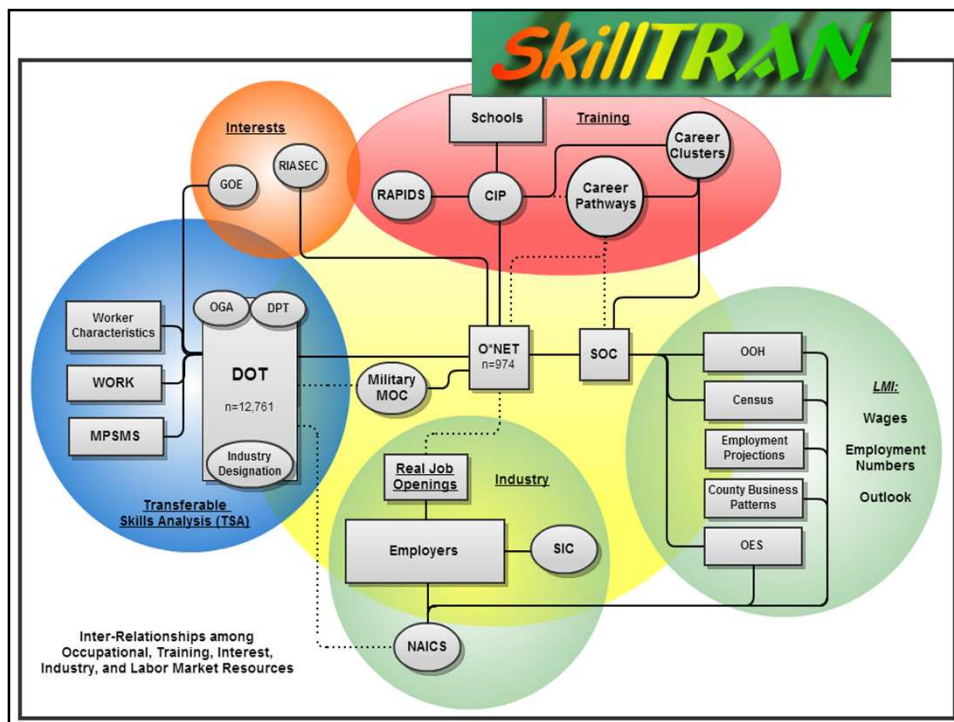 SkillTRAN
Interests
RIASEC
GOE
Schools
Training
Career
Clusters
RAPIDS
CIP
Career
Pathways
OGA
DPT
Worker
Characteristics
WORK
MPSMS
DOT
n=12,761
Industry
Designation
Transferable
Skills Analysis (TSA)
Military
MOC
O*NET
n=974
SOC
OOH
Census
Employment
Projections
County Business
Patterns
OES
LMI:
Wages
Employment
Numbers
Outlook
Real Job
Openings
Industry
Employers
SIC
NAICS
Inter-Relationships among
Occupational, Training, Interest,
Industry, and Labor Market Resources